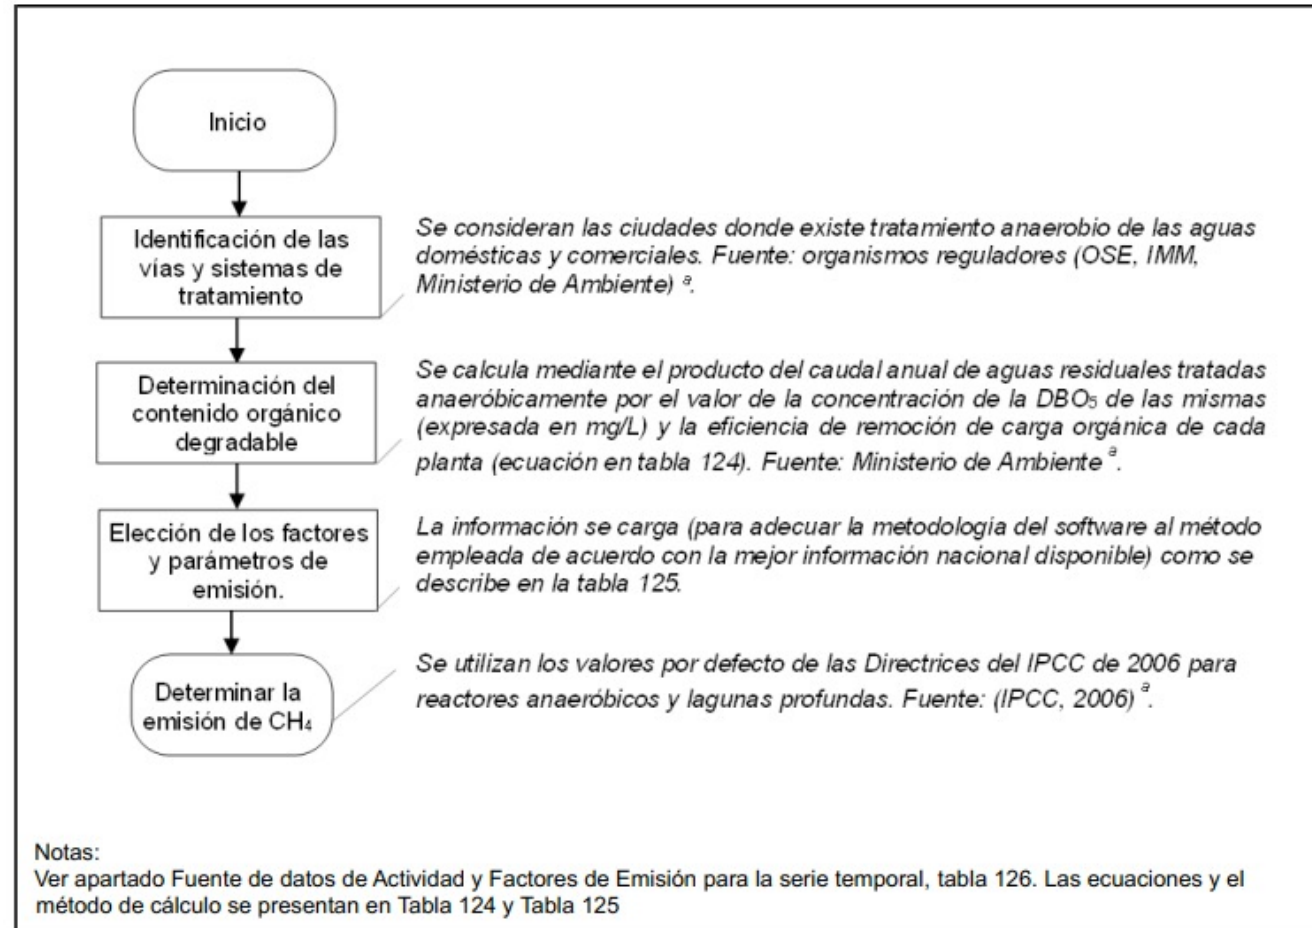 Inicio
Identificación de las
vías y sistemas de
tratamiento
Se consideran las ciudades donde existe tratamiento anaerobio de las aguas
domésticas y comerciales. Fuente: organismos reguladores (OSE, IMM,
Ministerio de Ambiente) ª.
Determinación del
contenido orgánico
degradable
Se calcula mediante el producto del caudal anual de aguas residuales tratadas
anaeróbicamente por el valor de la concentración de la DBO₅ de las mismas
(expresada en mg/L) y la eficiencia de remoción de carga orgánica de cada
planta (ecuación en tabla 124). Fuente: Ministerio de Ambiente ª.
Elección de los factores
y parámetros de
emisión.
La información se carga (para adecuar la metodología del software al método
empleada de acuerdo con la mejor información nacional disponible) como se
describe en la tabla 125.
Determinar la
emisión de CH₄
Se utilizan los valores por defecto de las Directrices del IPCC de 2006 para
reactores anaeróbicos y lagunas profundas. Fuente: (IPCC, 2006) ª.
Notas:
Ver apartado Fuente de datos de Actividad y Factores de Emisión para la serie temporal, tabla 126. Las ecuaciones y el
método de cálculo se presentan en Tabla 124 y Tabla 125